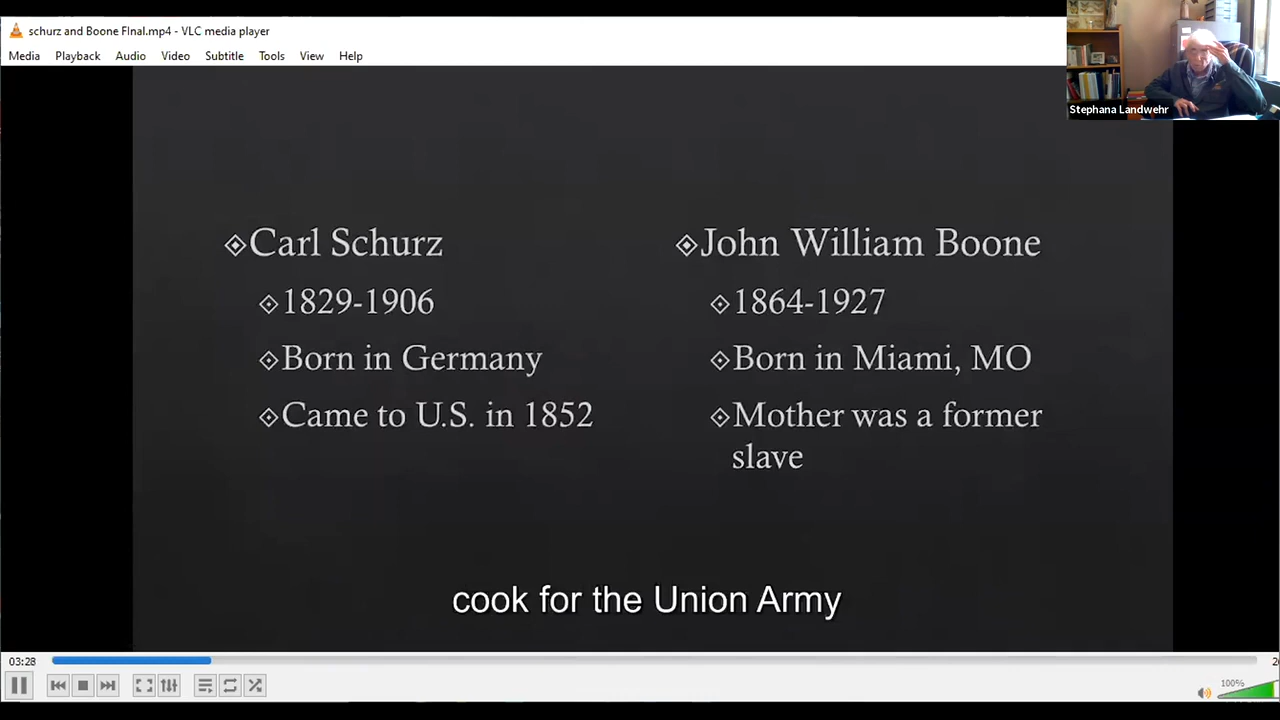 schurz and Boone FInal.mp4 - VLC media player
Media Playback Audio Video Subtitle Tools View Help
Stephana Landwehr
Carl Schurz
1829-1906
Born in Germany
Came to U.S. in 1852
John William Boone
1864-1927
Born in Miami, MO
Mother was a former
slave
cook for the Union Army
03:28
100%